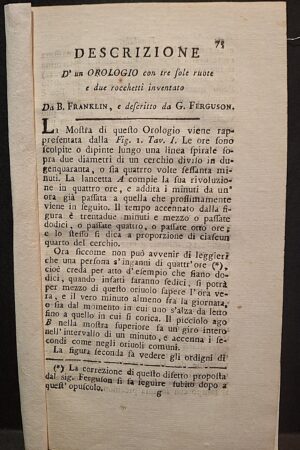 75
DESCRIZIONE
D' un OROLOGIO con tre ſole ruote
e due rocchetti inventato
Da B. FRANKLIN, e deſcritto da G. FERGUSON.
LA Moſtra di queſto Orologio viene rap-
preſentata dalla Fig. 1. Tav. I. Le ore ſono
ſcolpite o dipinte lungo una linea ſpirale ſo-
pra due diametri di un cerchio diviſo in du-
genquaranta, o ſia quattro volte ſeſſanta mi-
nuti. La lancetta A compie la ſua rivoluzio-
ne in quattro ore, e addita i minuti da un'
ora già paſſata a quella che proſſimamente
viene in ſeguito. Il tempo accennato dalla fi-
gura è trentadue minuti e mezzo o paſſate
dodici, o paſſate quattro, o paſſate otto ore;
e lo ſteſſo ſi dica a proporzione di ciaſcun
quarto del cerchio.
Ora ſiccome non può avvenir di leggieri
che una perſona s'inganni di quattr'ore (*),
cioè creda per atto d'eſempio che ſiano do-
dici, quando infatti ſaranno ſedici, ſi potrà
per mezzo di queſto oriuolo ſapere l'ora ve-
ra, e il vero minuto almeno fra la giornata,
o ſia dal momento in cui uno s'alza da letto
fino a quello in cui ſi corica. Il picciolo ago
B nella moſtra ſuperiore fa un giro intero
nell'intervallo di un minuto, e accenna i ſe-
condi come negli oriuoli comuni.
La figura ſeconda fa vedere gli ordigni di
(*) La correzione di queſto difetto propoſta
dal ſig. Ferguſon ſi fa ſeguire ſubito dopo a
queſt' opuſcolo.